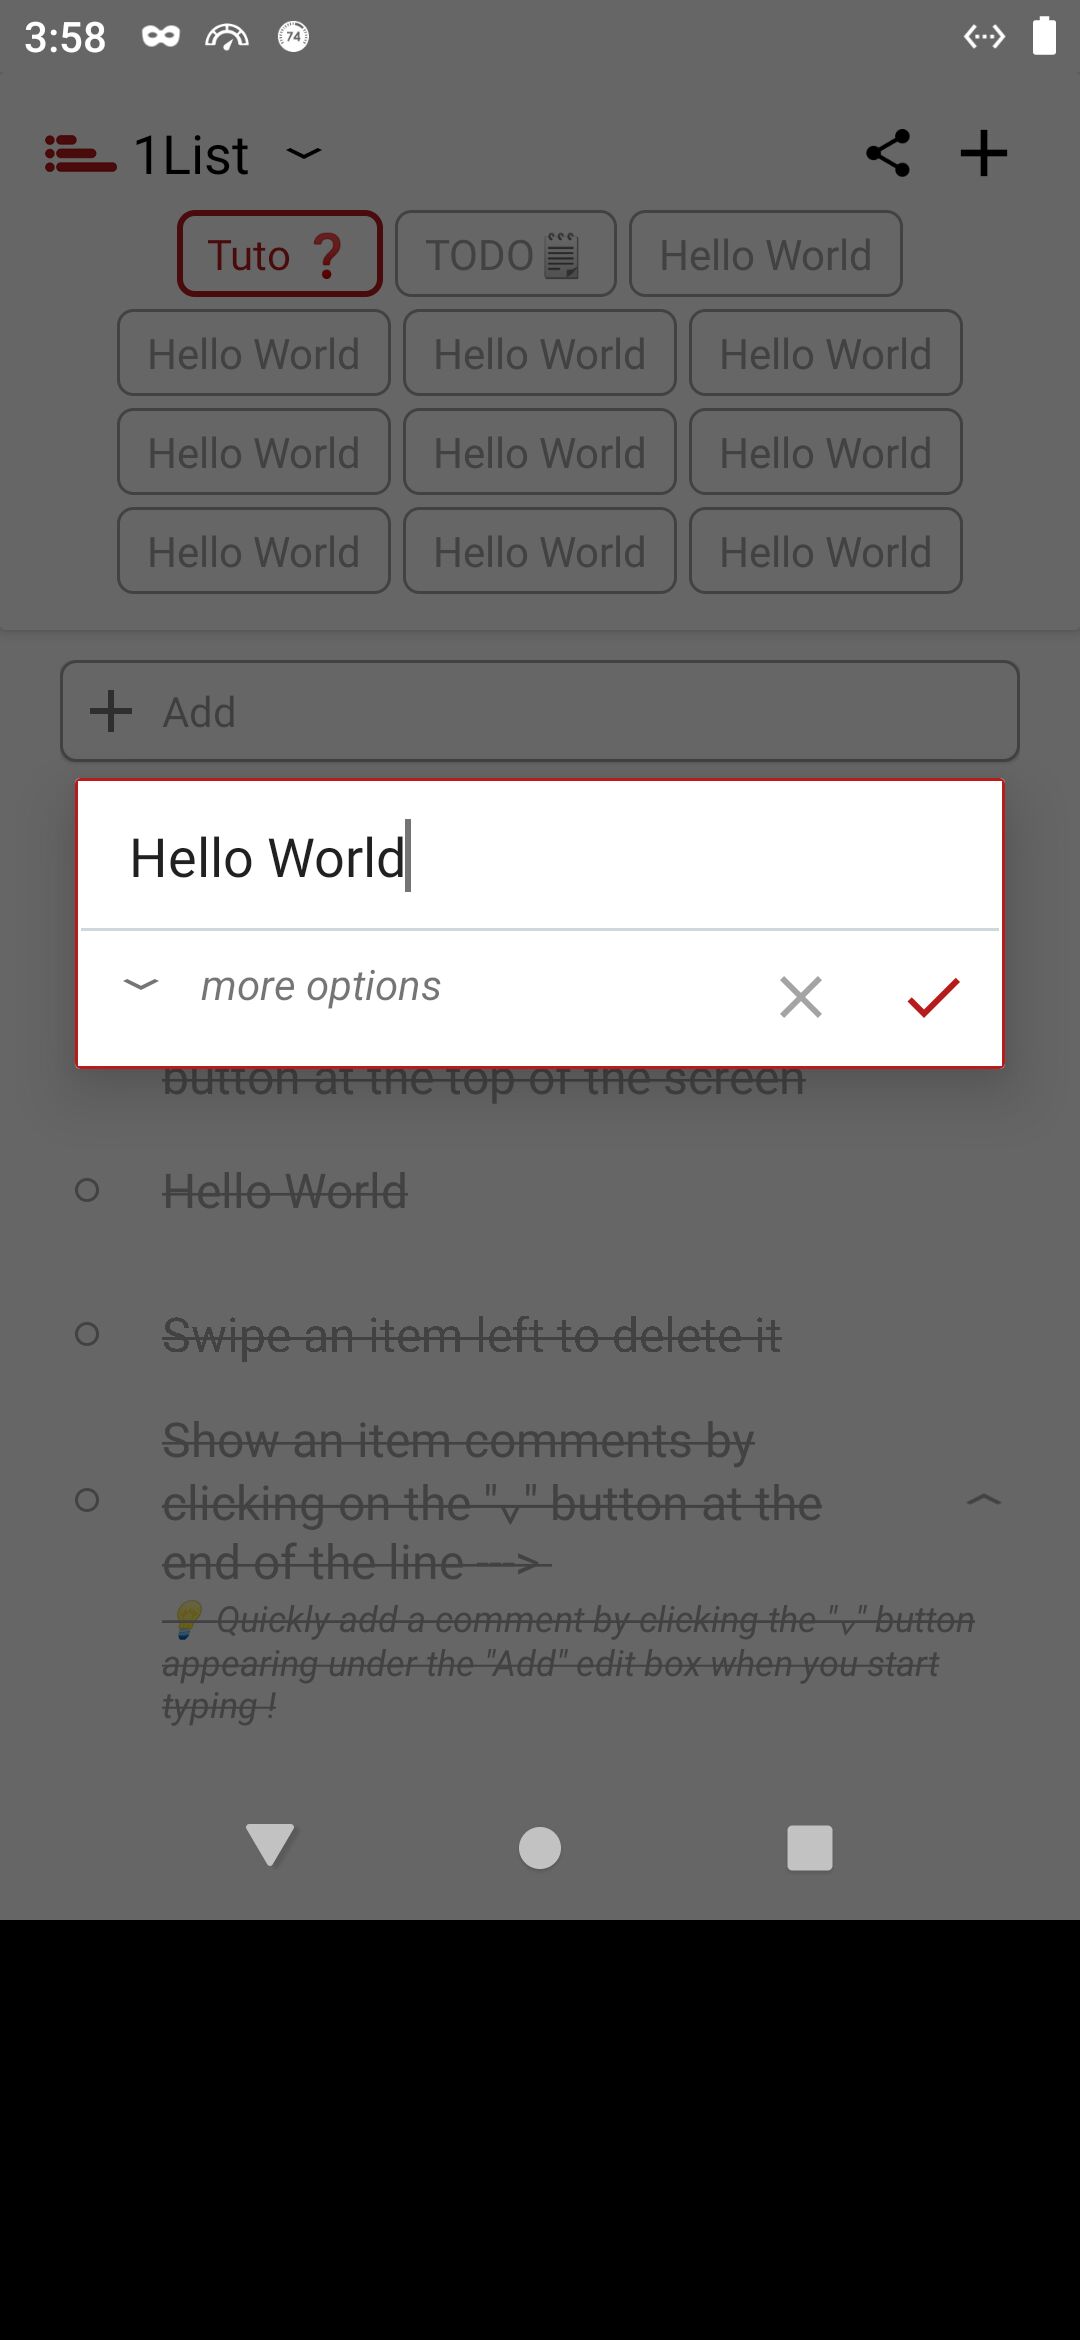 3:58
74
1List
Tuto ❓ TODO🗒 Hello World
Hello World Hello World Hello World
Hello World Hello World Hello World
Hello World Hello World Hello World
Add
Hello World
more options
button at the top of the screen
Hello World
Swipe an item left to delete it
Show an item comments by
clicking on the "⌵" button at the
end of the line --->
💡 Quickly add a comment by clicking the "⌵" button
appearing under the "Add" edit box when you start
typing !